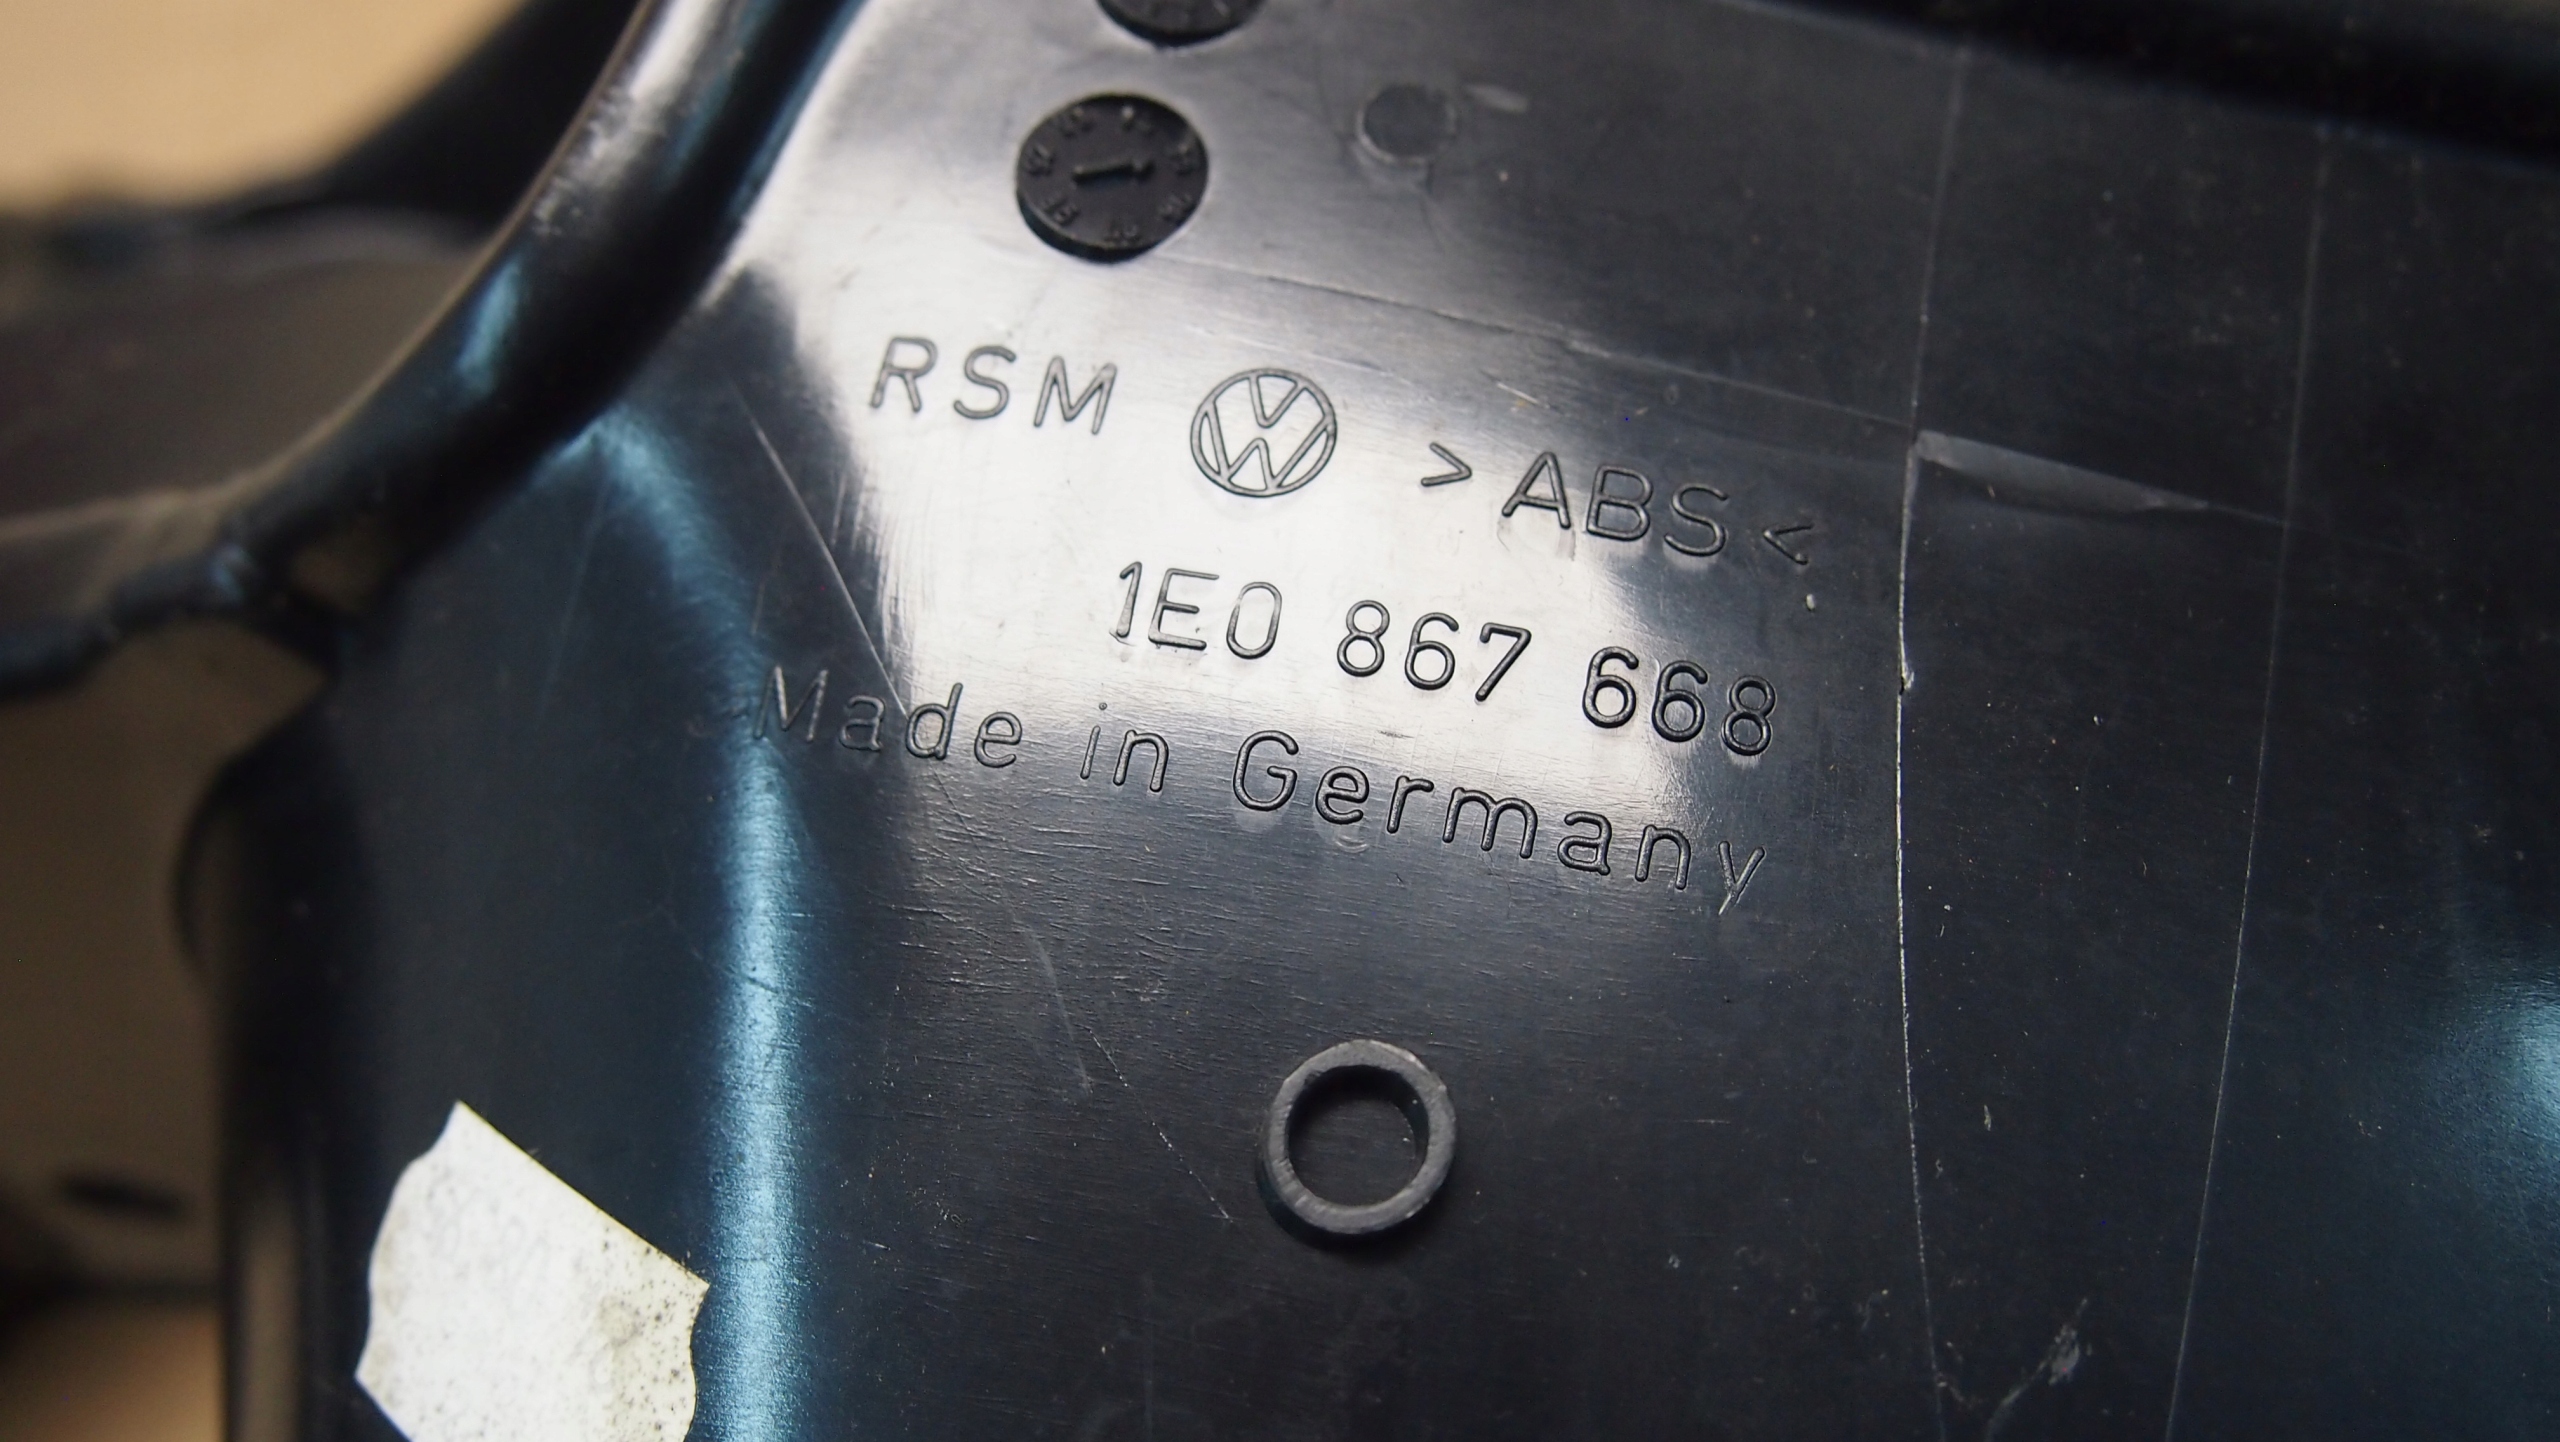 RSM >ABS<
1E0 867 668
Made in Germany